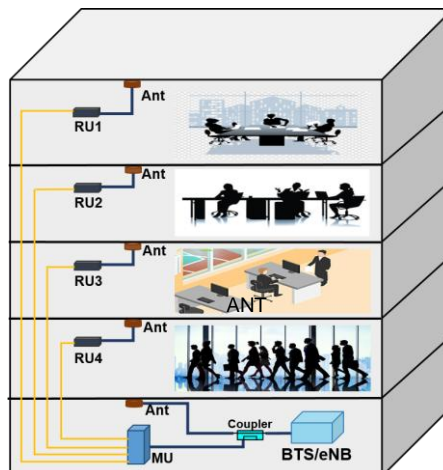 Ant
RU1
Ant
RU2
Ant
RU3
ANT
Ant
RU4
Ant
Coupler
MU
BTS/eNB